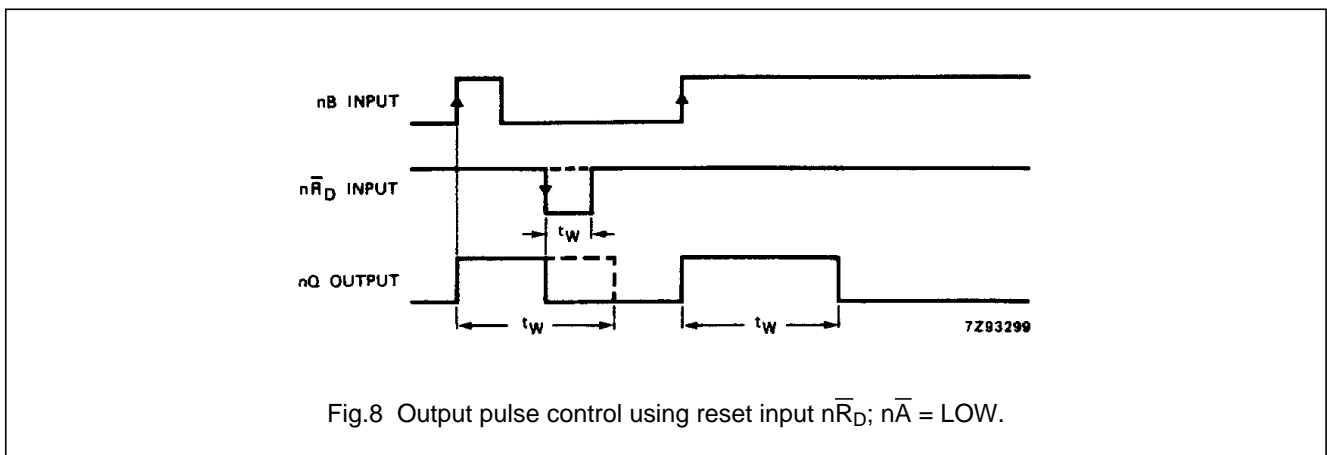 nB INPUT
nR̅D INPUT
tW
nQ OUTPUT
tW
tW
7Z93299
Fig.8 Output pulse control using reset input nR̅D; nA̅ = LOW.